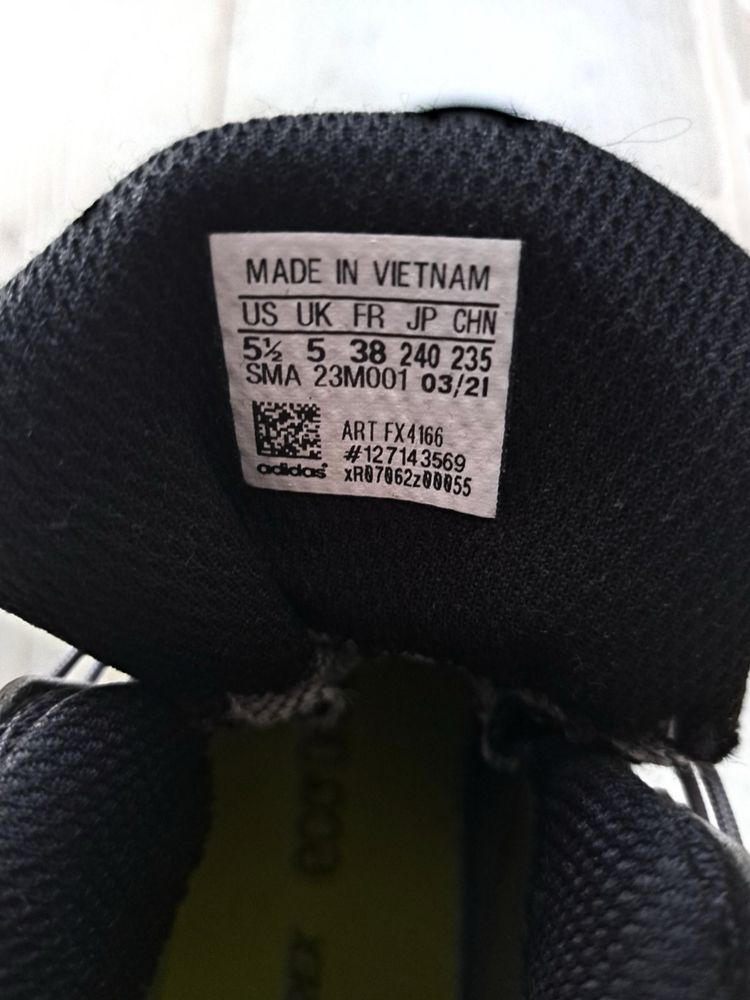 MADE IN VIETNAM
US UK FR JP CHN
5½ 5 38 240 235
SMA 23M001 03/21
ART FX4166
#127143569
adidas xR07062z00055